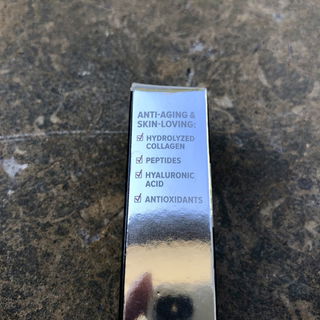 ANTI-AGING &
SKIN-LOVING:
HYDROLYZED
COLLAGEN
PEPTIDES
HYALURONIC
ACID
ANTIOXIDANTS